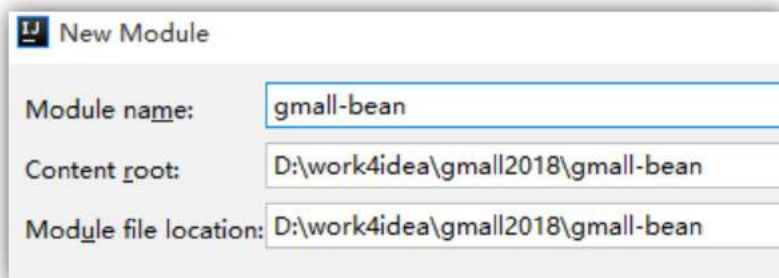 IJ New Module
Module name: gmall-bean
Content root: D:\work4idea\gmall2018\gmall-bean
Module file location: D:\work4idea\gmall2018\gmall-bean